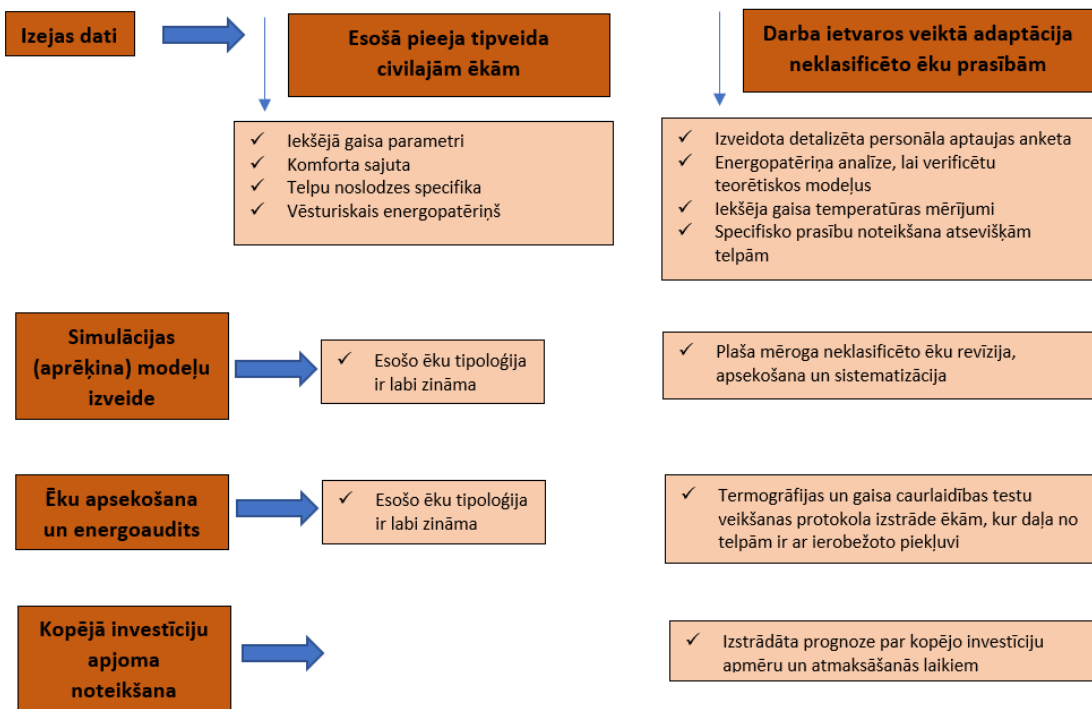 Izejas dati
Esošā pieeja tipveida
civilajām ēkām
Darba ietvaros veiktā adaptācija
neklasificēto ēku prasībām
✓ Iekšējā gaisa parametri
✓ Komforta sajuta
✓ Telpu noslodzes specifika
✓ Vēsturiskais energopatēriņš
✓ Izveidota detalizēta personāla aptaujas anketa
✓ Energopatēriņa analīze, lai verificētu
teorētiskos modeļus
✓ Iekšēja gaisa temperatūras mērījumi
✓ Specifisko prasību noteikšana atsevišķām
telpām
Simulācijas
(aprēķina) modeļu
izveide
✓ Esošo ēku tipoloģija
ir labi zināma
✓ Plaša mēroga neklasificēto ēku revīzija,
apsekošana un sistematizācija
Ēku apsekošana
un energoaudits
✓ Esošo ēku tipoloģija
ir labi zināma
✓ Termogrāfijas un gaisa caurlaidības testu
veikšanas protokola izstrāde ēkām, kur daļa no
telpām ir ar ierobežoto piekļuvi
Kopējā investīciju
apjoma
noteikšana
✓ Izstrādāta prognoze par kopējo investīciju
apmēru un atmaksāšanās laikiem